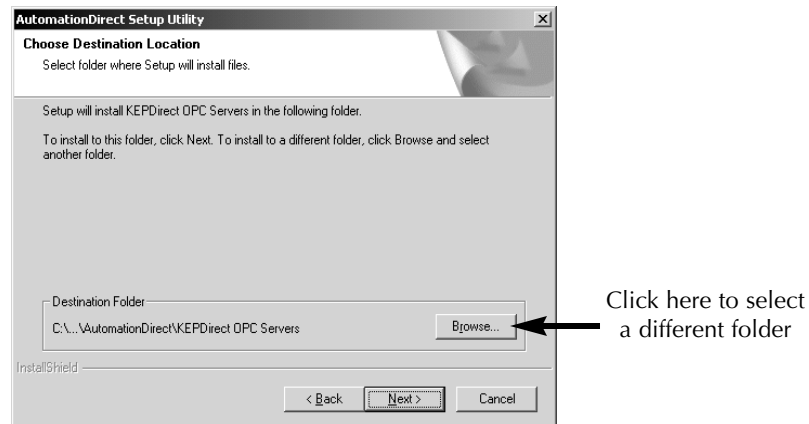 AutomationDirect Setup Utility
Choose Destination Location
Select folder where Setup will install files.
Setup will install KEPDirect OPC Servers in the following folder.
To install to this folder, click Next. To install to a different folder, click Browse and select
another folder.
Destination Folder
C:\...\AutomationDirect\KEPDirect OPC Servers
Browse...
Click here to select
a different folder
InstallShield
< Back
Next >
Cancel